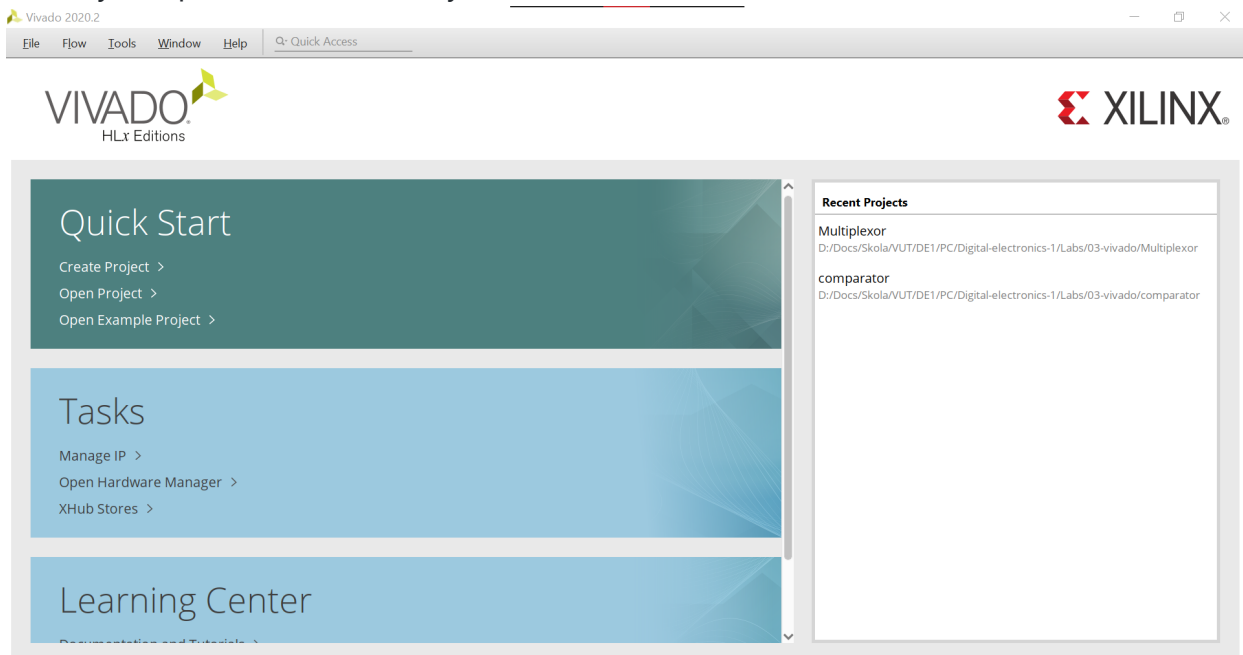 Vivado 2020.2
File Flow Tools Window Help Quick Access
VIVADO.
HLx Editions
XILINX®
Quick Start
Create Project >
Open Project >
Open Example Project >
Tasks
Manage IP >
Open Hardware Manager >
XHub Stores >
Learning Center
Documentation and Tutorials >
Recent Projects
Multiplexor
D:/Docs/Skola/VUT/DE1/PC/Digital-electronics-1/Labs/03-vivado/Multiplexor
comparator
D:/Docs/Skola/VUT/DE1/PC/Digital-electronics-1/Labs/03-vivado/comparator